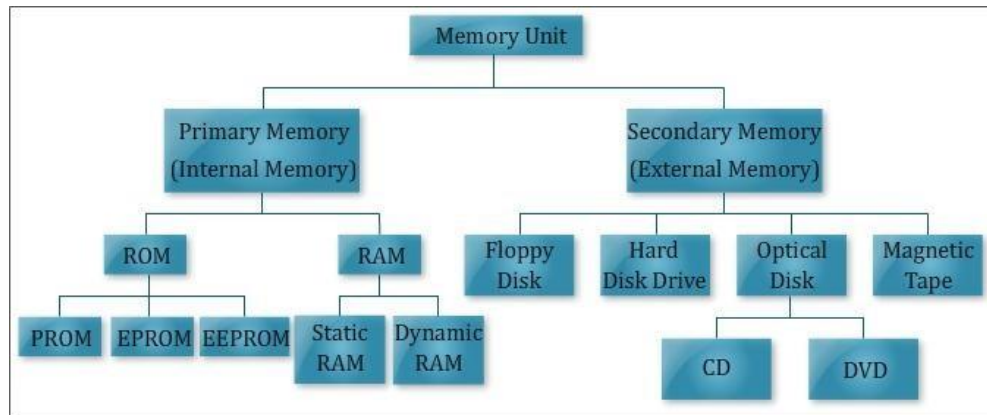 Memory Unit
Primary Memory
(Internal Memory)
Secondary Memory
(External Memory)
ROM
RAM
Floppy
Disk
Hard
Disk Drive
Optical
Disk
Magnetic
Tape
PROM
EPROM
EEPROM
Static
RAM
Dynamic
RAM
CD
DVD